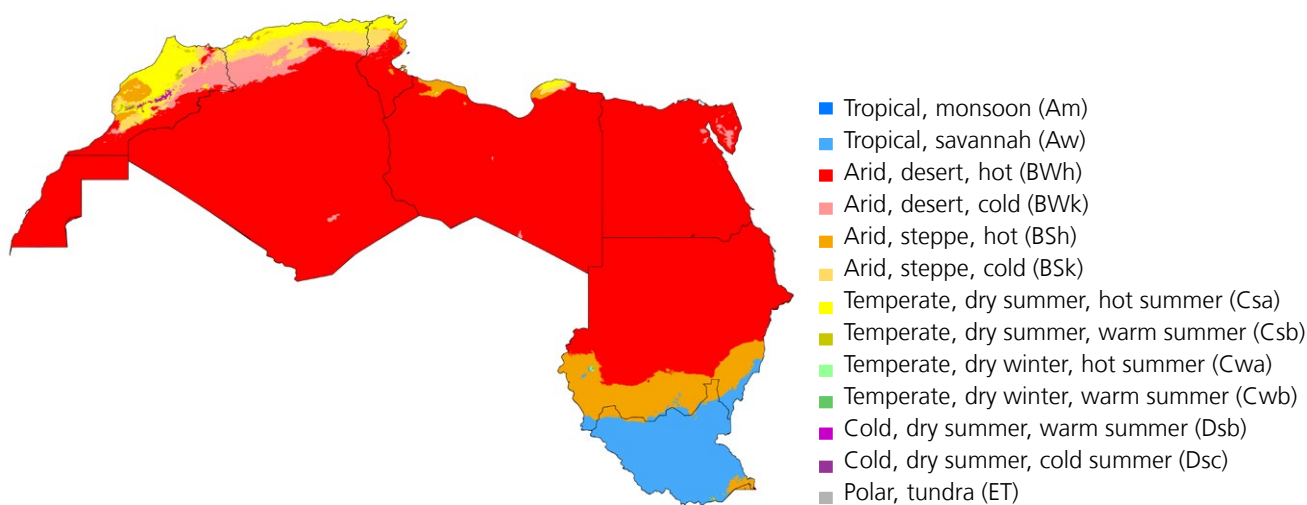 Tropical, monsoon (Am)
Tropical, savannah (Aw)
Arid, desert, hot (BWh)
Arid, desert, cold (BWk)
Arid, steppe, hot (BSh)
Arid, steppe, cold (BSk)
Temperate, dry summer, hot summer (Csa)
Temperate, dry summer, warm summer (Csb)
Temperate, dry winter, hot summer (Cwa)
Temperate, dry winter, warm summer (Cwb)
Cold, dry summer, warm summer (Dsb)
Cold, dry summer, cold summer (Dsc)
Polar, tundra (ET)